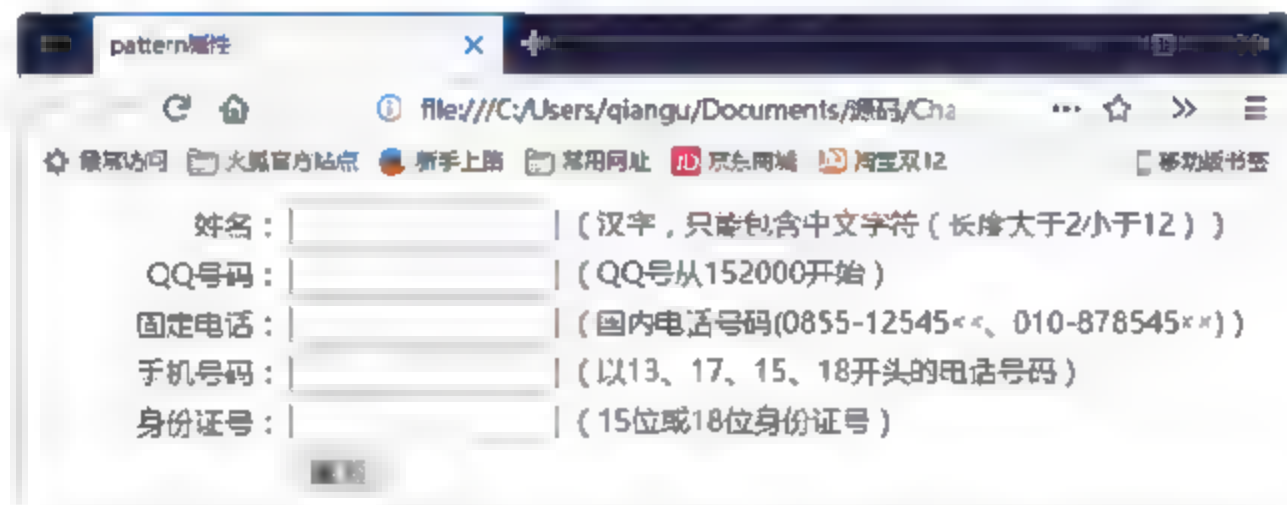 pattern属性
file:///C:/Users/qiangu/Documents/源码/Cha
最常访问 火狐官方站点 新手上路 常用网址 JD 京东商城 淘宝双12 移动版书签
姓名：（汉字，只能包含中文字符（长度大于2小于12））
QQ号码：（QQ号从152000开始）
固定电话：（国内电话号码(0855-12545××、010-878545××)）
手机号码：（以13、17、15、18开头的电话号码）
身份证号：（15位或18位身份证号）